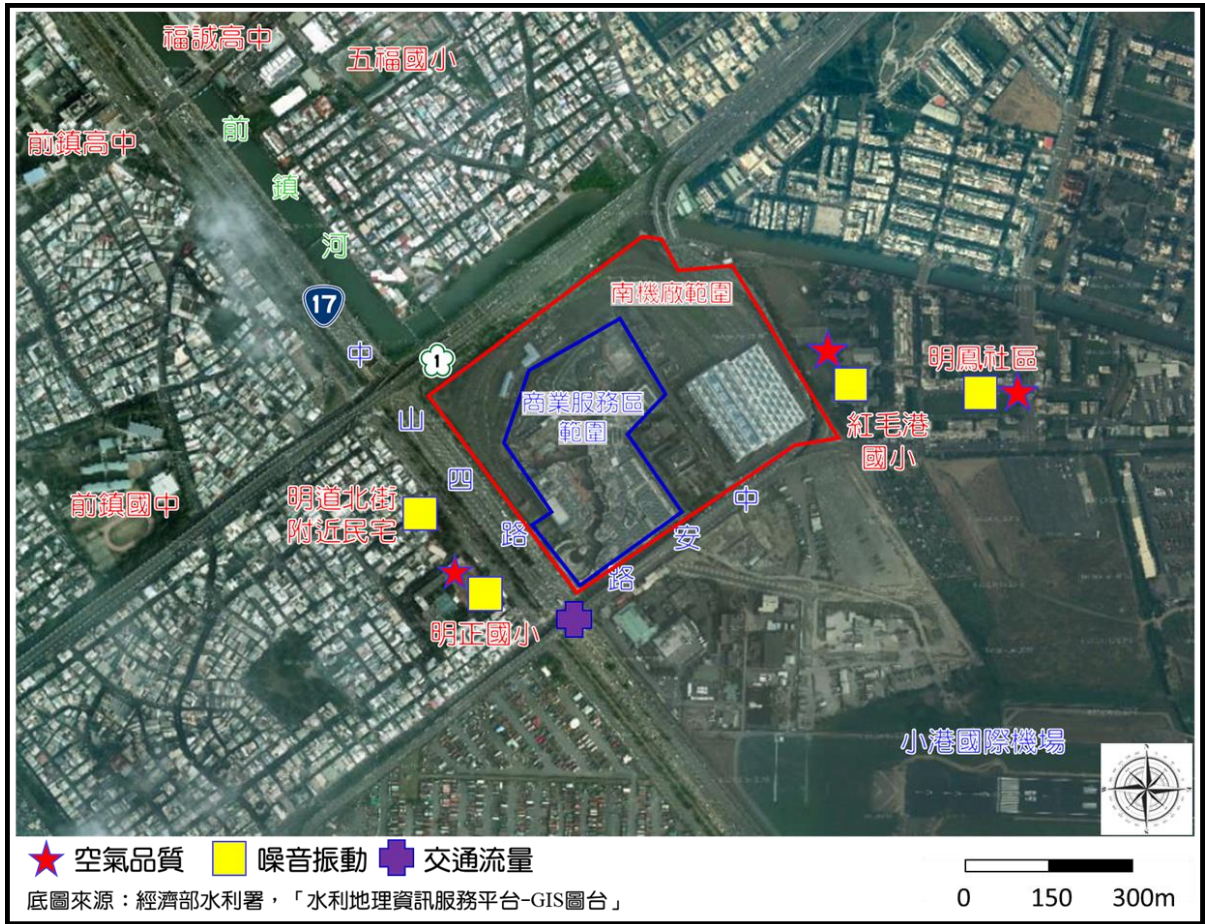 福誠高中
五福國小
前鎮高中
前
鎮
河
17
中
山
四
路
1
南機廠範圍
商業服務區
範圍
明鳳社區
紅毛港
國小
中
安
路
前鎮國中
明道北街
附近民宅
明正國小
小港國際機場
空氣品質 噪音振動 交通流量
底圖來源：經濟部水利署，「水利地理資訊服務平台-GIS圖台」
0 150 300m